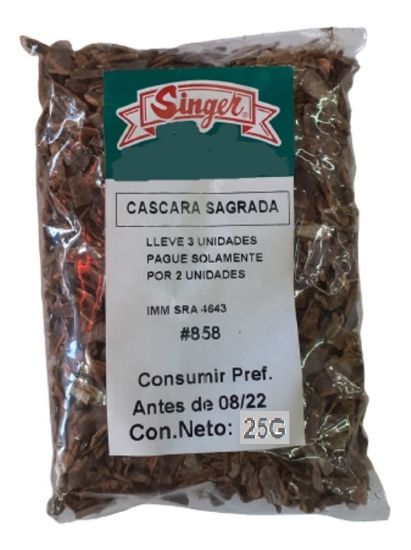 Singer®
CASCARA SAGRADA
LLEVE 3 UNIDADES
PAGUE SOLAMENTE
POR 2 UNIDADES
IMM SRA 4643
#858
Consumir Pref.
Antes de 08/22
Con.Neto: 25G